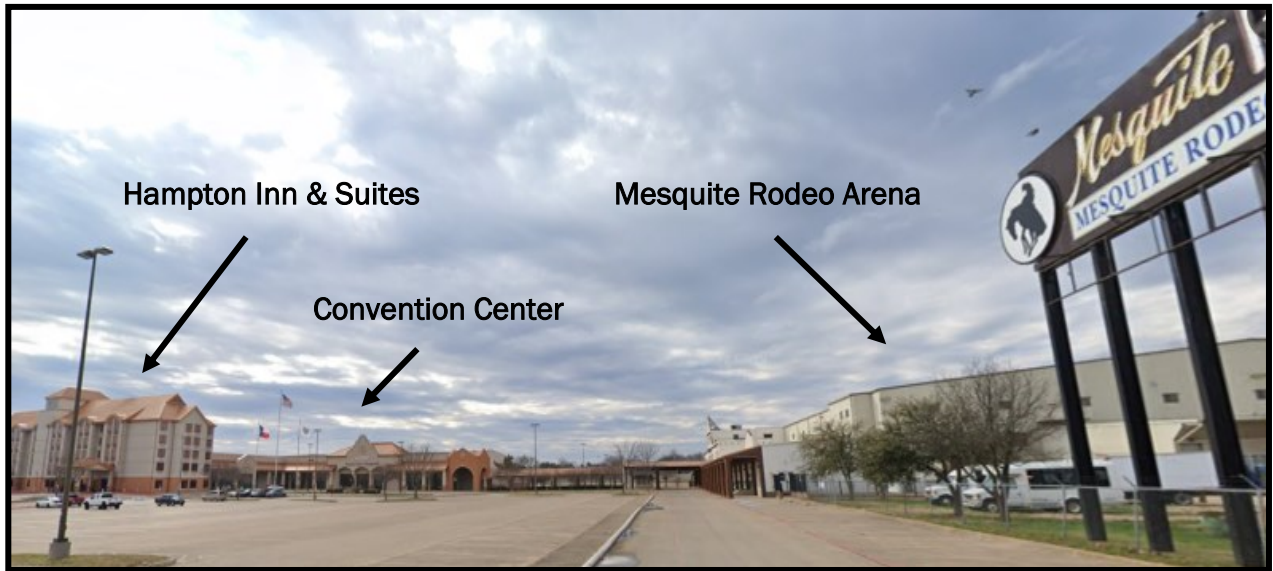 Hampton Inn & Suites
Mesquite Rodeo Arena
Convention Center
Mesquite
MESQUITE RODE